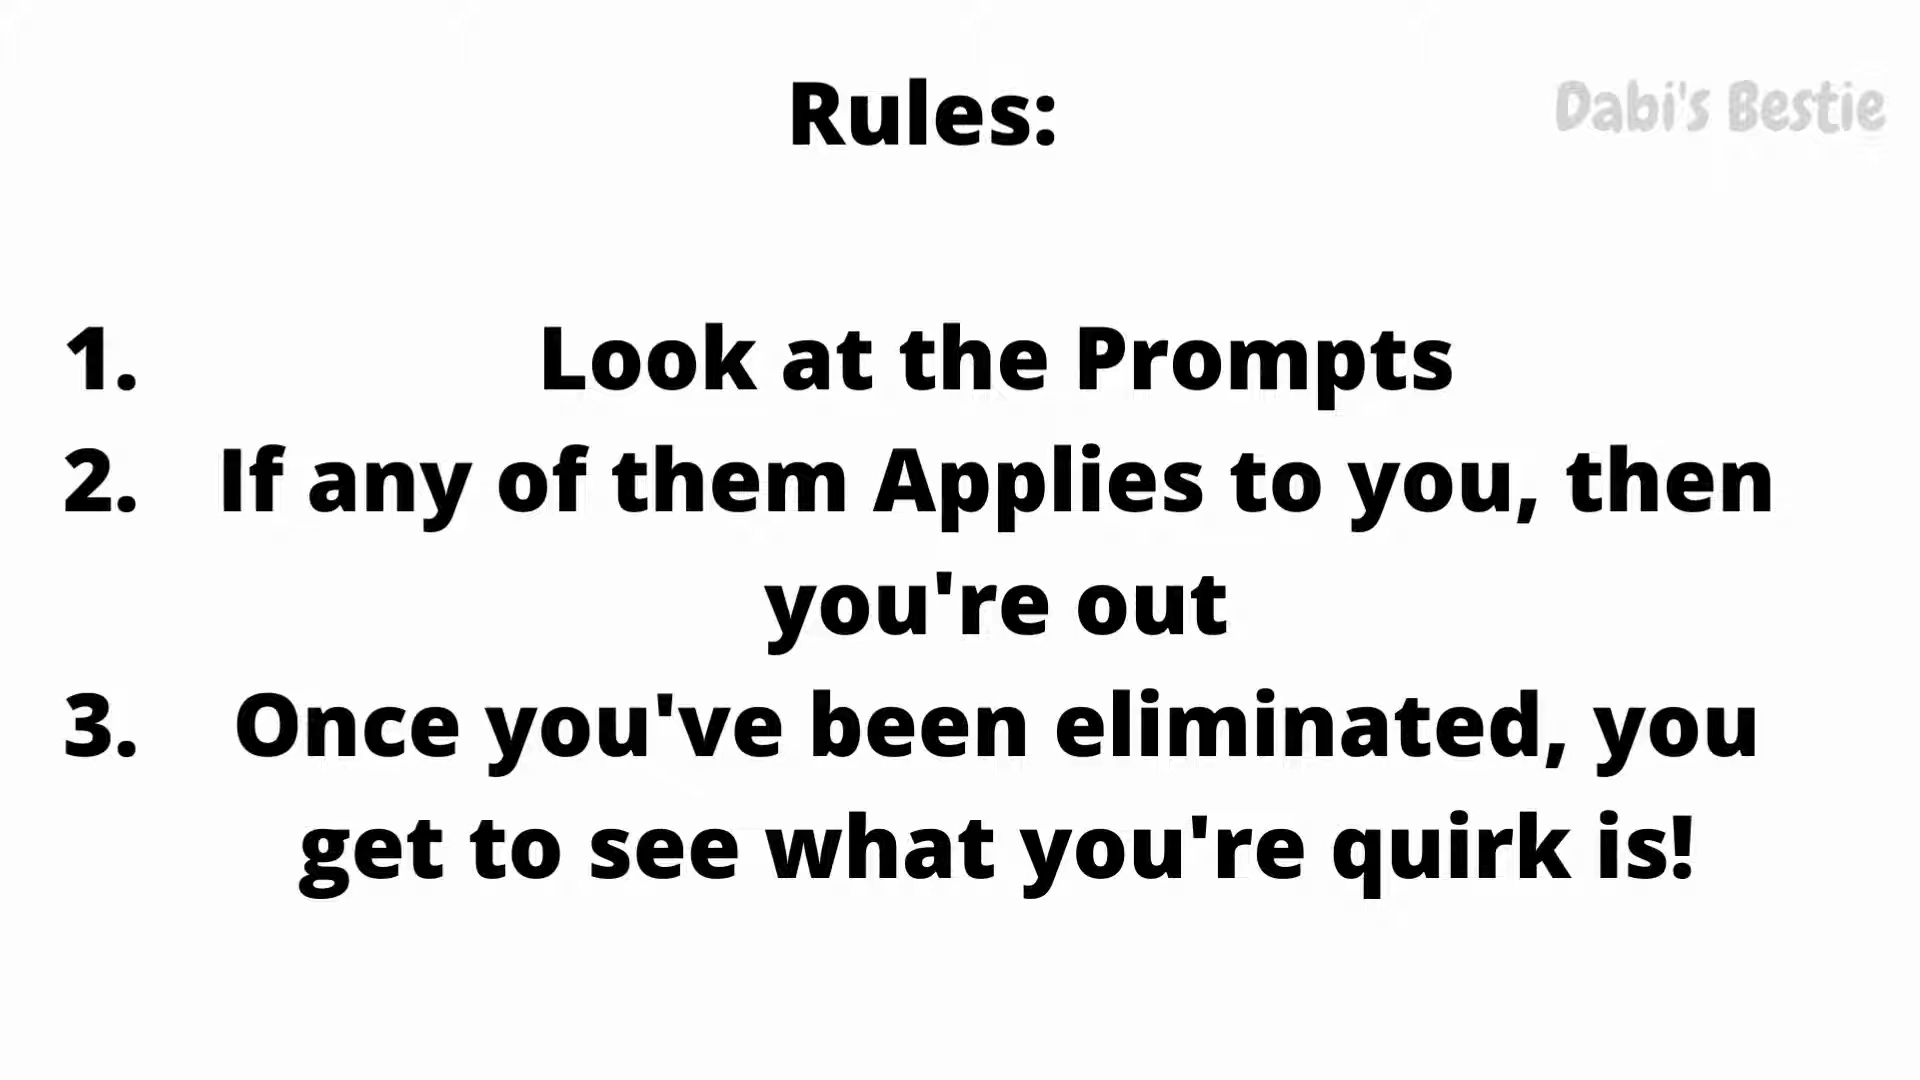 Rules:
Dabi's Bestie
1. Look at the Prompts
2. If any of them Applies to you, then
you're out
3. Once you've been eliminated, you
get to see what you're quirk is!